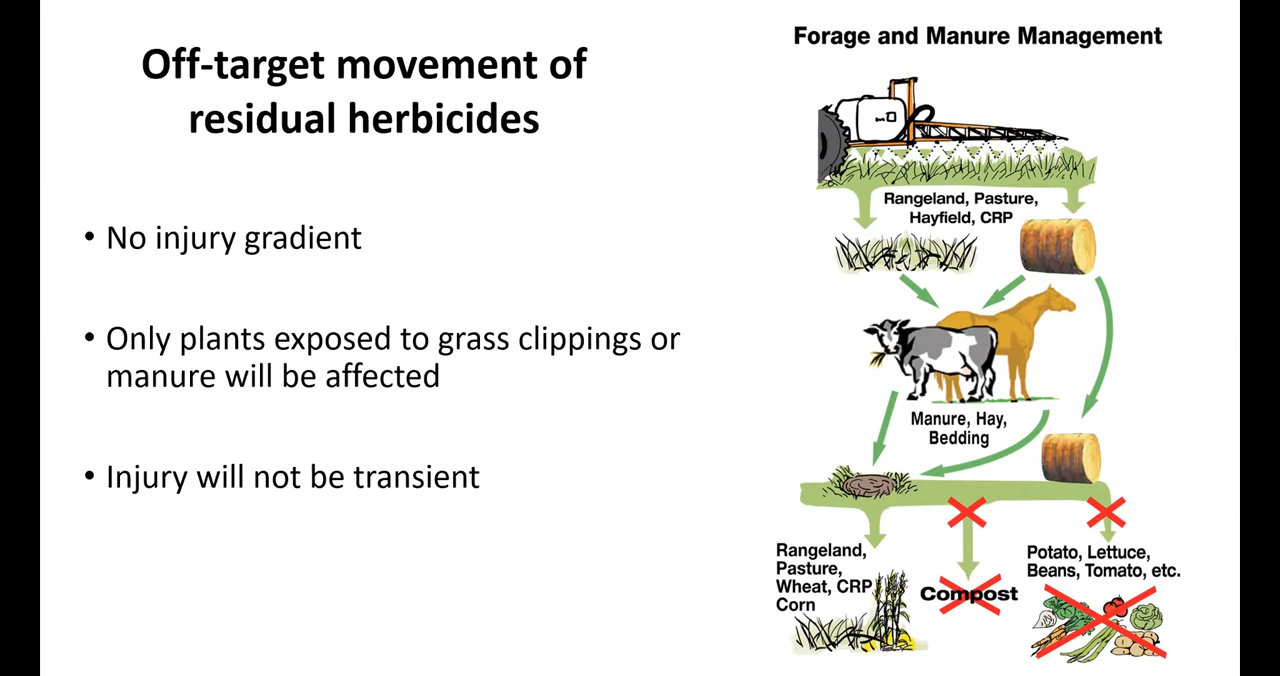 Off-target movement of
residual herbicides
• No injury gradient
• Only plants exposed to grass clippings or
manure will be affected
• Injury will not be transient
Forage and Manure Management
Rangeland, Pasture,
Hayfield, CRP
Manure, Hay,
Bedding
Rangeland,
Pasture,
Wheat, CRP
Corn
Compost
Potato, Lettuce,
Beans, Tomato, etc.